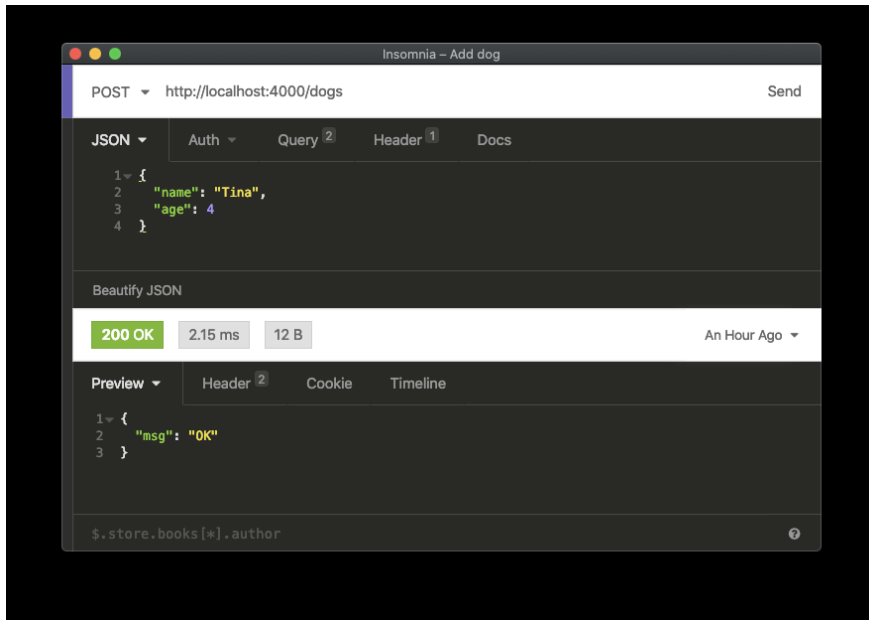 Insomnia – Add dog
POST http://localhost:4000/dogs Send
JSON Auth Query 2 Header 1 Docs
1 {
2 "name": "Tina",
3 "age": 4
4 }
Beautify JSON
200 OK 2.15 ms 12 B An Hour Ago
Preview Header 2 Cookie Timeline
1 {
2 "msg": "OK"
3 }
$.store.books[*].author ?